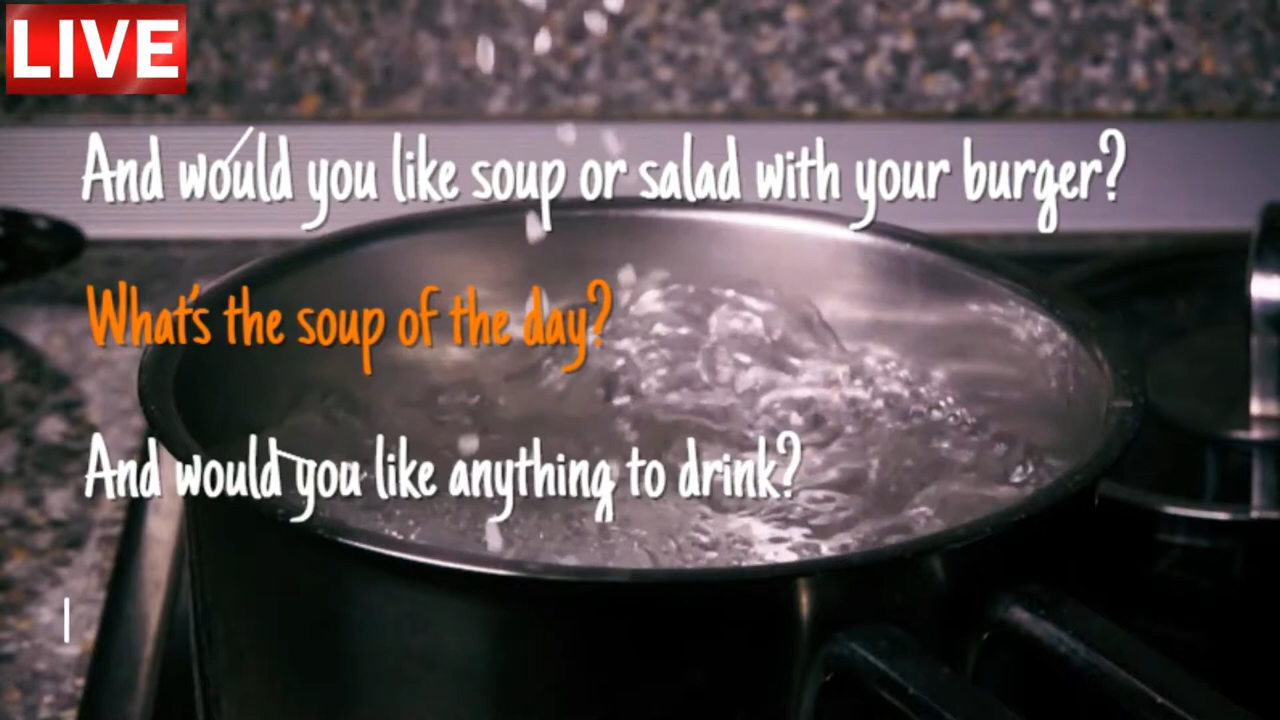 LIVE
And would you like soup or salad with your burger?
What's the soup of the day?
And would you like anything to drink?